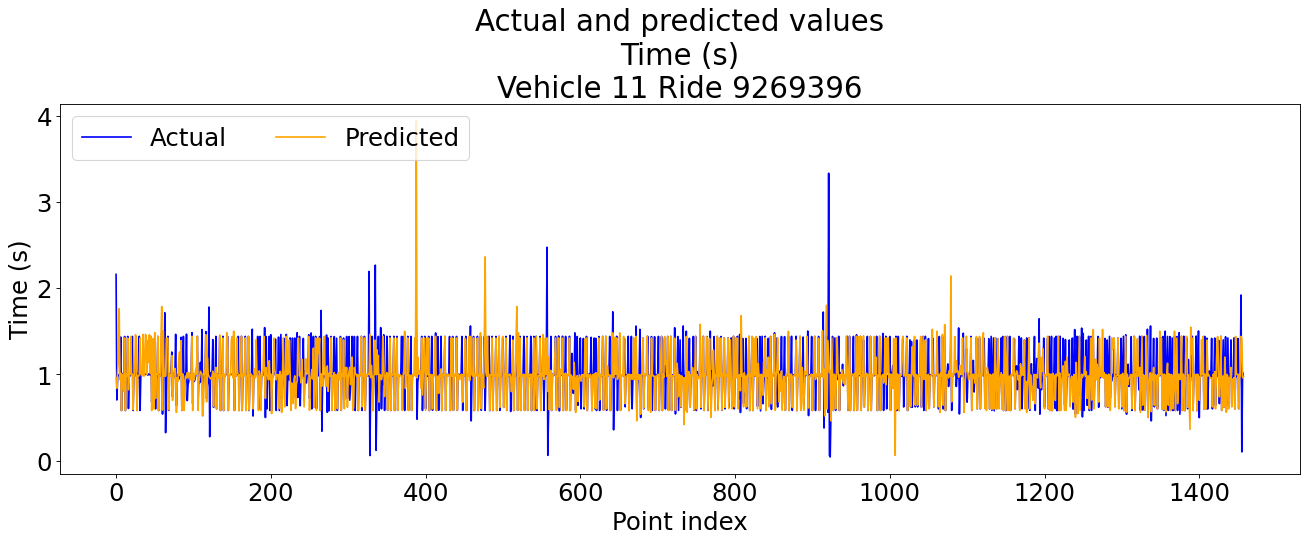 Actual and predicted values
Time (s)
Vehicle 11 Ride 9269396
Actual Predicted
4
3
2
1
0
Time (s)
0 200 400 600 800 1000 1200 1400
Point index